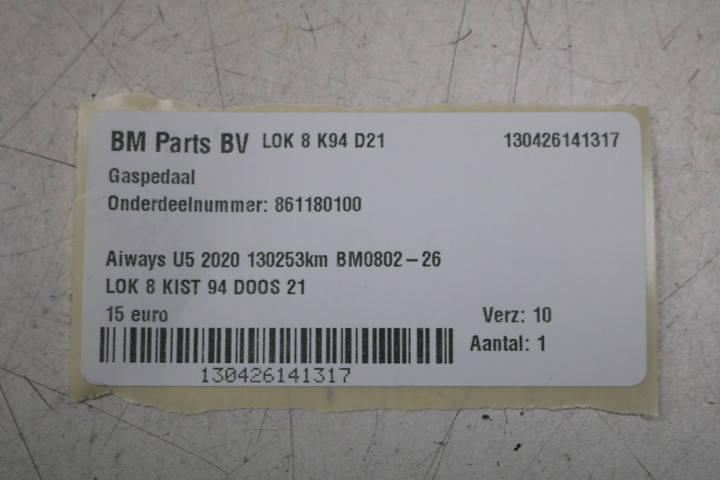 BM Parts BV LOK 8 K94 D21 130426141317
Gaspedaal
Onderdeelnummer: 861180100
Aiways U5 2020 130253km BM0802-26
LOK 8 KIST 94 DOOS 21
15 euro Verz: 10
Aantal: 1
130426141317